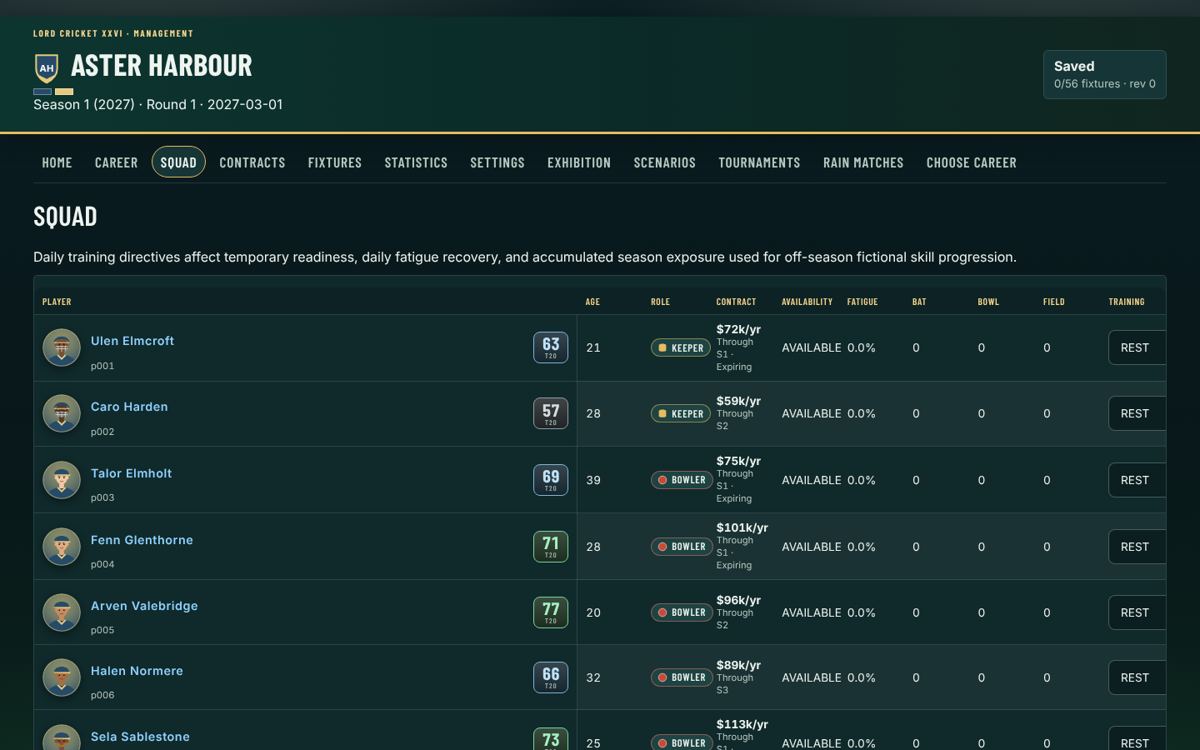 LORD CRICKET XXVI · MANAGEMENT
AH ASTER HARBOUR
Season 1 (2027) · Round 1 · 2027-03-01
Saved
0/56 fixtures · rev 0
HOME CAREER SQUAD CONTRACTS FIXTURES STATISTICS SETTINGS EXHIBITION SCENARIOS TOURNAMENTS RAIN MATCHES CHOOSE CAREER
SQUAD
Daily training directives affect temporary readiness, daily fatigue recovery, and accumulated season exposure used for off-season fictional skill progression.
PLAYER AGE ROLE CONTRACT AVAILABILITY FATIGUE BAT BOWL FIELD TRAINING
Ulen Elmcroft
p001
63
T20
21
KEEPER
$72k/yr
Through
S1 ·
Expiring
AVAILABLE 0.0% 0 0 0 REST
Caro Harden
p002
57
T20
28
KEEPER
$59k/yr
Through
S2
AVAILABLE 0.0% 0 0 0 REST
Talor Elmholt
p003
69
T20
39
BOWLER
$75k/yr
Through
S1 ·
Expiring
AVAILABLE 0.0% 0 0 0 REST
Fenn Glenthorne
p004
71
T20
28
BOWLER
$101k/yr
Through
S1 ·
Expiring
AVAILABLE 0.0% 0 0 0 REST
Arven Valebridge
p005
77
T20
20
BOWLER
$96k/yr
Through
S2
AVAILABLE 0.0% 0 0 0 REST
Halen Normere
p006
66
T20
32
BOWLER
$89k/yr
Through
S3
AVAILABLE 0.0% 0 0 0 REST
Sela Sablestone
73
25
BOWLER
$113k/yr
Through
S1 ·
AVAILABLE 0.0% 0 0 0 REST